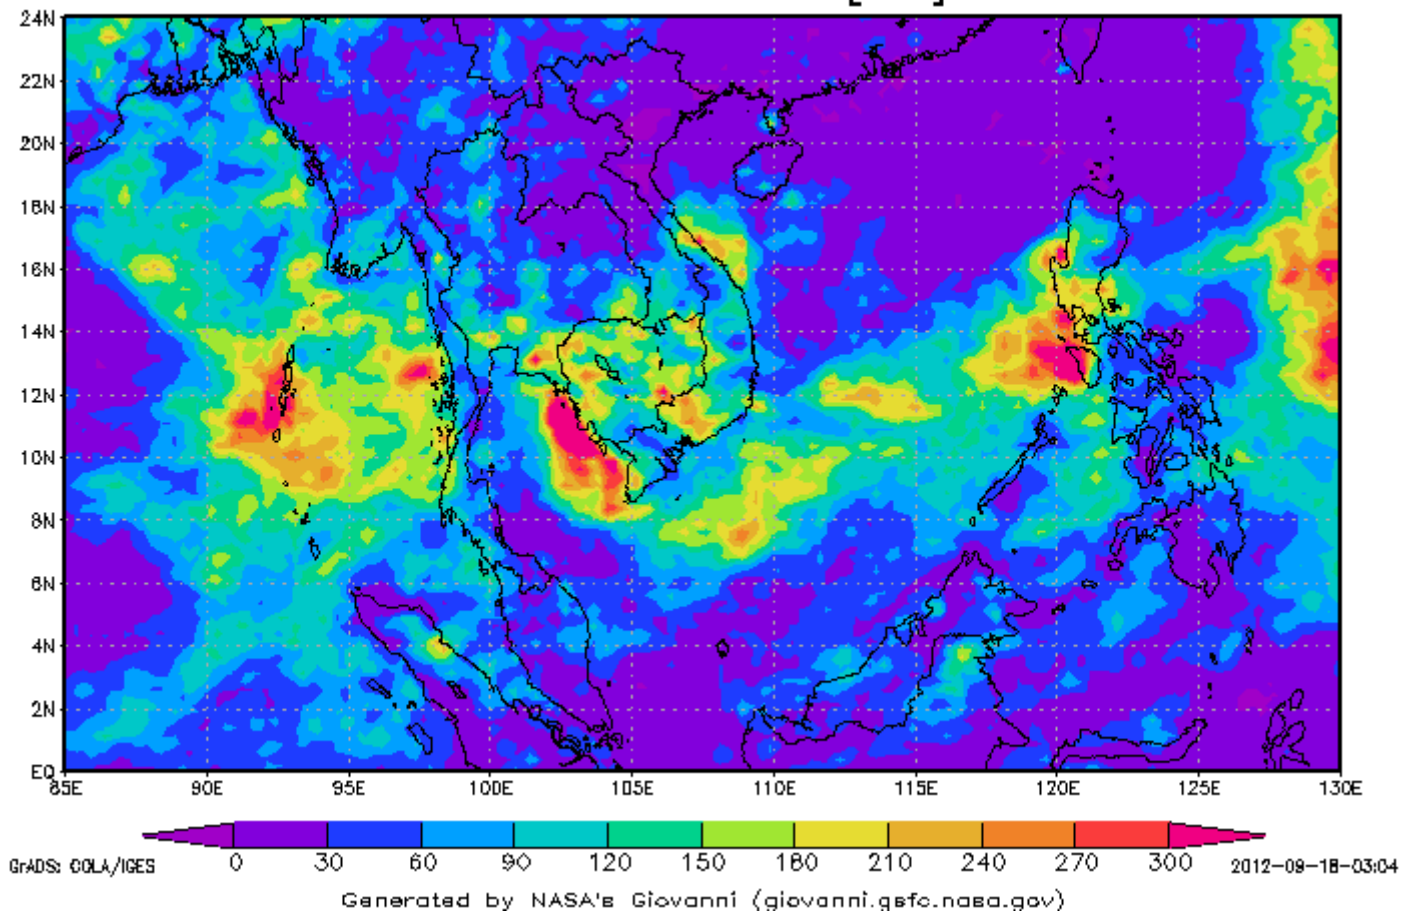 24N
22N
20N
18N
16N
14N
12N
10N
8N
6N
4N
2N
EQ
85E 90E 95E 100E 105E 110E 115E 120E 125E 130E
0 30 60 90 120 150 180 210 240 270 300
GrADS: COLA/IGES 2012-09-18-03:04
Generated by NASA's Giovanni (giovanni.gsfc.nasa.gov)